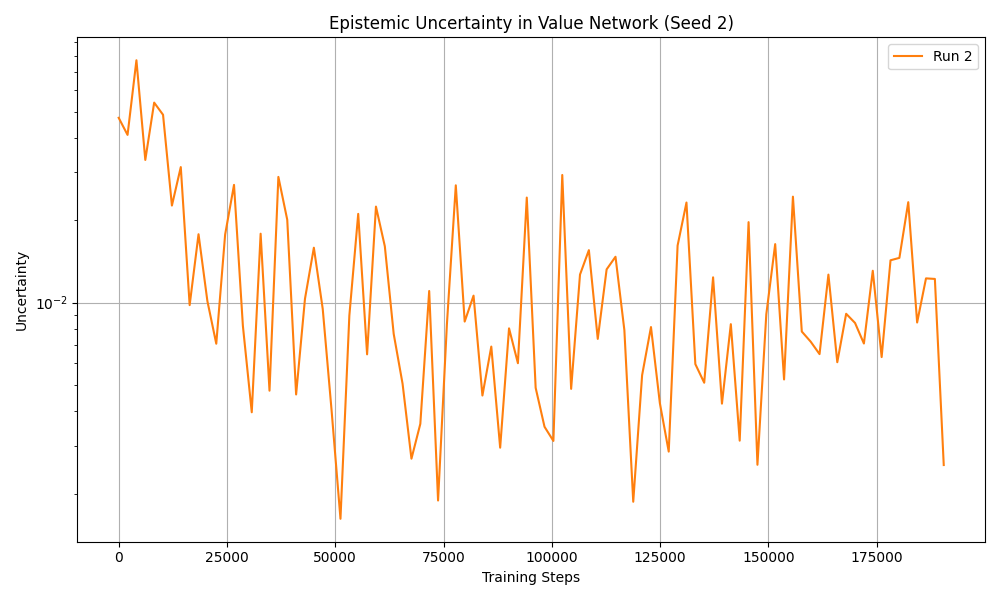 Epistemic Uncertainty in Value Network (Seed 2)
Run 2
Uncertainty
10⁻²
0 25000 50000 75000 100000 125000 150000 175000
Training Steps